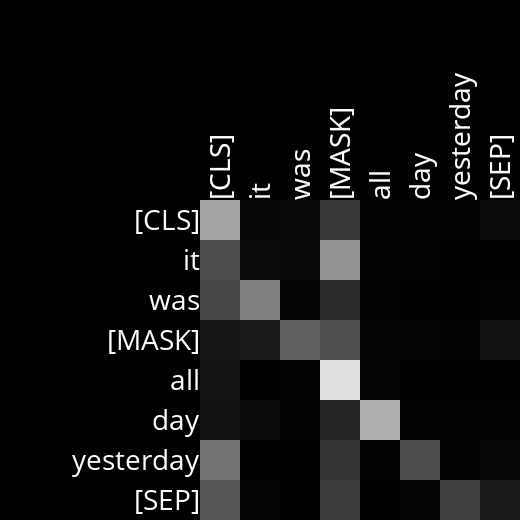 [CLS] it was [MASK] all day yesterday [SEP]
[CLS]
it
was
[MASK]
all
day
yesterday
[SEP]